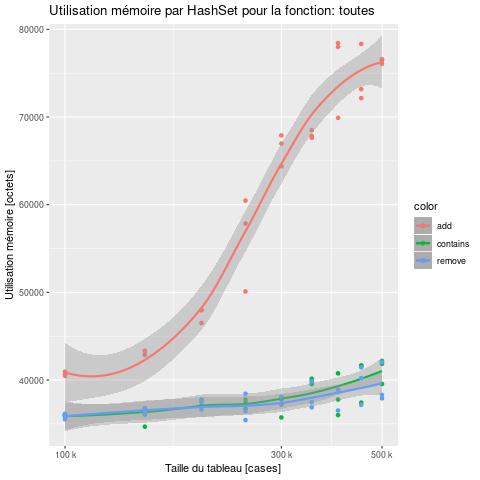 Utilisation mémoire par HashSet pour la fonction: toutes
80000
70000
60000
50000
40000
Utilisation mémoire [octets]
100 k
300 k
500 k
Taille du tableau [cases]
color
add
contains
remove